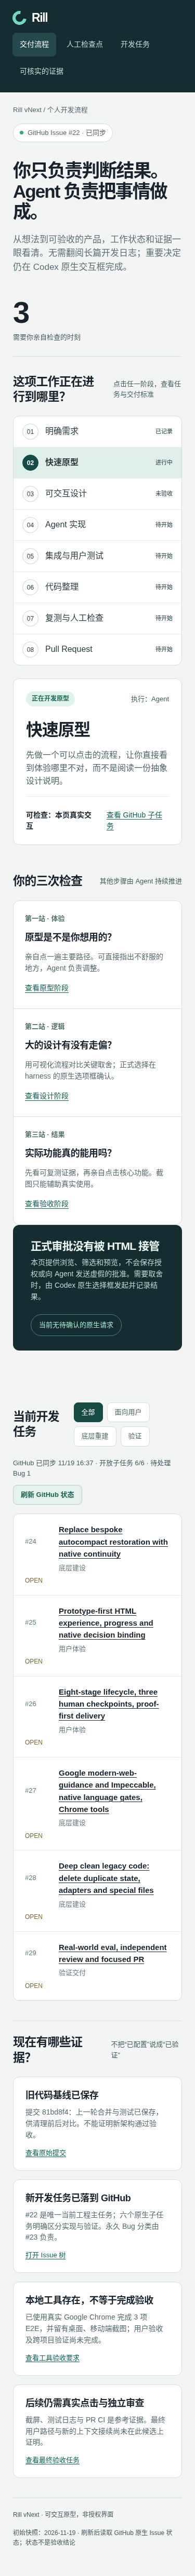 Rill
交付流程
人工检查点
开发任务
可核实的证据
Rill vNext / 个人开发流程
GitHub Issue #22 · 已同步
你只负责判断结果。
Agent 负责把事情做
成。
从想法到可验收的产品，工作状态和证据一
眼看清。无需翻阅长篇开发日志；重要决定
仍在 Codex 原生交互框完成。
3
需要你亲自检查的时刻
这项工作正在进
行到哪里？
点击任一阶段，查看任
务与交付标准
01
明确需求
已记录
02
快速原型
进行中
03
可交互设计
未验收
04
Agent 实现
待开始
05
集成与用户测试
待开始
06
代码整理
待开始
07
复测与人工检查
待开始
08
Pull Request
待开始
正在开发原型
执行：Agent
快速原型
先做一个可以点击的流程，让你直接看
到体验哪里不对，而不是阅读一份抽象
设计说明。
可检查：本页真实交
互
查看 GitHub 子任
务
你的三次检查
其他步骤由 Agent 持续推进
第一站 · 体验
原型是不是你想用的？
亲自点一遍主要路径。可直接指出不舒服的
地方，Agent 负责调整。
查看原型阶段
第二站 · 逻辑
大的设计有没有走偏？
用可视化流程对比关键取舍；正式选择在
harness 的原生选项框确认。
查看设计阶段
第三站 · 结果
实际功能真的能用吗？
先看可复测证据，再亲自点击核心功能。截
图只能辅助真实使用。
查看验收阶段
正式审批没有被 HTML 接管
本页提供浏览、筛选和预览，不会保存授
权或向 Agent 发送虚假的批准。需要取舍
时，由 Codex 原生选择框发起并记录结
果。
当前无待确认的原生请求
当前开发
任务
全部
面向用户
底层重建
验证
GitHub 已同步 11/19 16:37 · 开放子任务 6/6 · 待处理
Bug 1
刷新 GitHub 状态
#24
Replace bespoke
autocompact restoration with
native continuity
底层建设
OPEN
#25
Prototype-first HTML
experience, progress and
native decision binding
用户体验
OPEN
#26
Eight-stage lifecycle, three
human checkpoints, proof-
first delivery
用户体验
OPEN
#27
Google modern-web-
guidance and Impeccable,
native language gates,
Chrome tools
底层建设
OPEN
#28
Deep clean legacy code:
delete duplicate state,
adapters and special files
底层建设
OPEN
#29
Real-world eval, independent
review and focused PR
验证交付
OPEN
现在有哪些证
据？
不把“已配置”说成“已验
证”
旧代码基线已保存
提交 81bd8f4：上一轮合并与测试已保存，
供清理前后对比。不能证明新架构通过验
收。
查看原始提交
新开发任务已落到 GitHub
#22 是唯一当前工程主任务；六个原生子任
务明确区分实现与验证。永久 Bug 分类由
#23 负责。
打开 Issue 树
本地工具存在，不等于完成验收
已使用真实 Google Chrome 完成 3 项
E2E，并留有桌面、移动端截图；用户验收
及跨项目验证尚未完成。
查看工具验收要求
后续仍需真实点击与独立审查
截屏、测试日志与 PR CI 是参考证据。最终
用户路径与新的上下文接续尚未在此候选上
证明。
查看最终验收任务
Rill vNext · 可交互原型，非授权界面
初始快照：2026-11-19 · 刷新后读取 GitHub 原生 Issue 状
态；状态不是验收结论